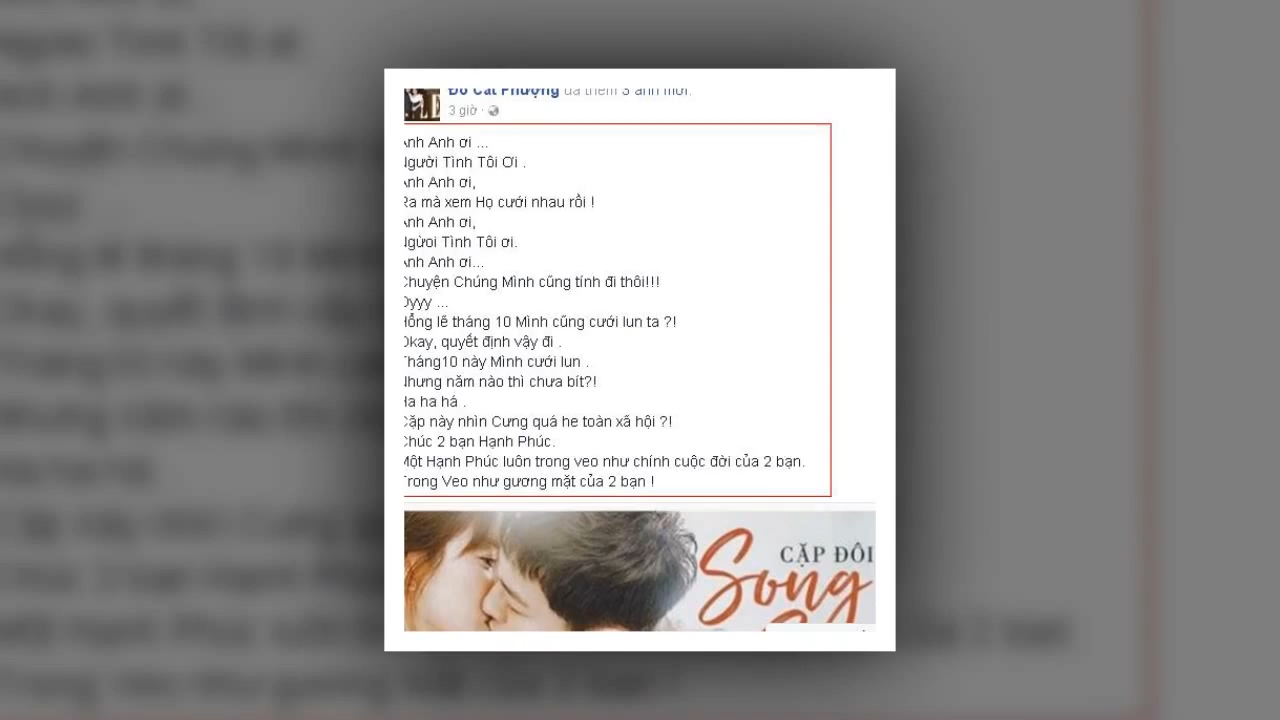 Đỗ Cát Phượng đã thêm 3 ảnh mới.
3 giờ ·
Anh Anh ơi ...
Người Tình Tôi Ơi .
Anh Anh ơi,
Ra mà xem Họ cưới nhau rồi !
Anh Anh ơi,
Ngừoi Tình Tôi ơi.
Anh Anh ơi...
Chuyện Chúng Mình cũng tính đi thôi!!!
Oyyy ...
Hổng lẽ tháng 10 Mình cũng cưới lun ta ?!
Okay, quyết định vậy đi .
Tháng10 này Mình cưới lun .
Nhưng năm nào thì chưa bít?!
Ha ha há .
Cặp này nhìn Cưng quá he toàn xã hội ?!
Chúc 2 bạn Hạnh Phúc.
Một Hạnh Phúc luôn trong veo như chính cuộc đời của 2 bạn.
Trong Veo như gương mặt của 2 bạn !
CẶP ĐÔI
Song